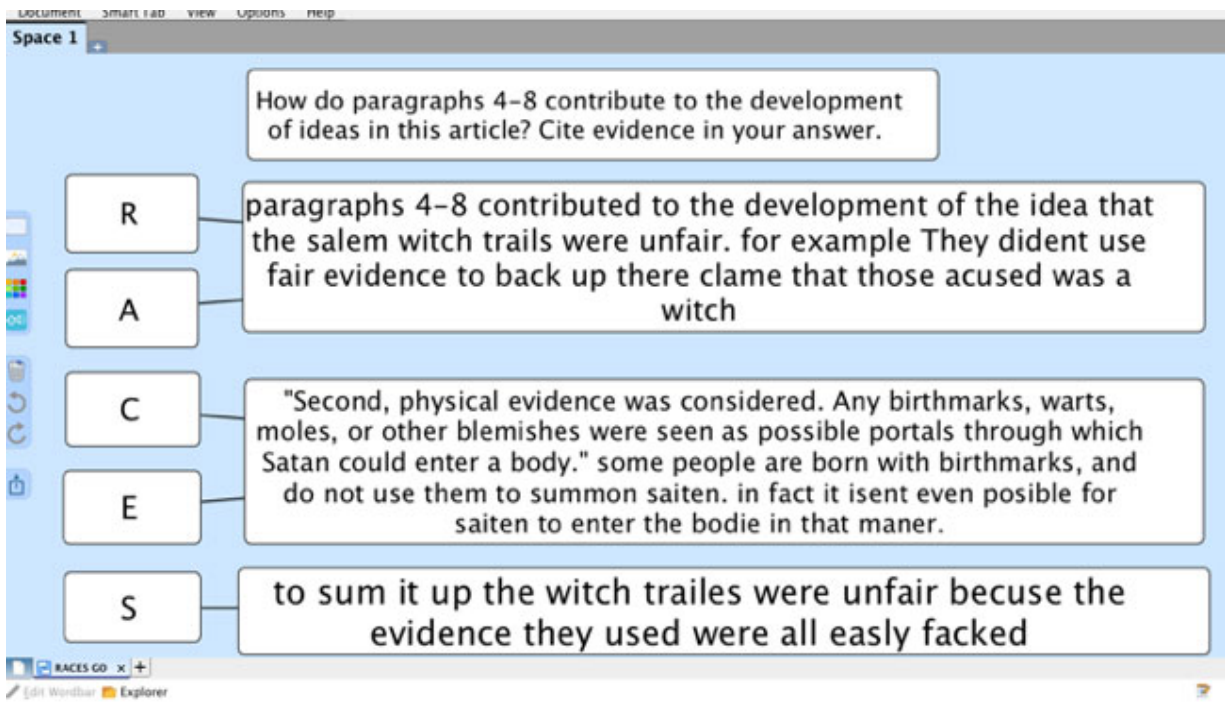 Document Smart Tab View Options Help
Space 1
How do paragraphs 4-8 contribute to the development
of ideas in this article? Cite evidence in your answer.
R
paragraphs 4-8 contributed to the development of the idea that
the salem witch trails were unfair. for example They dident use
fair evidence to back up there clame that those acused was a
witch
A
C
"Second, physical evidence was considered. Any birthmarks, warts,
moles, or other blemishes were seen as possible portals through which
Satan could enter a body." some people are born with birthmarks, and
do not use them to summon saiten. in fact it isent even posible for
saiten to enter the bodie in that maner.
E
S
to sum it up the witch trailes were unfair becuse the
evidence they used were all easly facked
RACES GO x +
Edit Wordbar Explorer